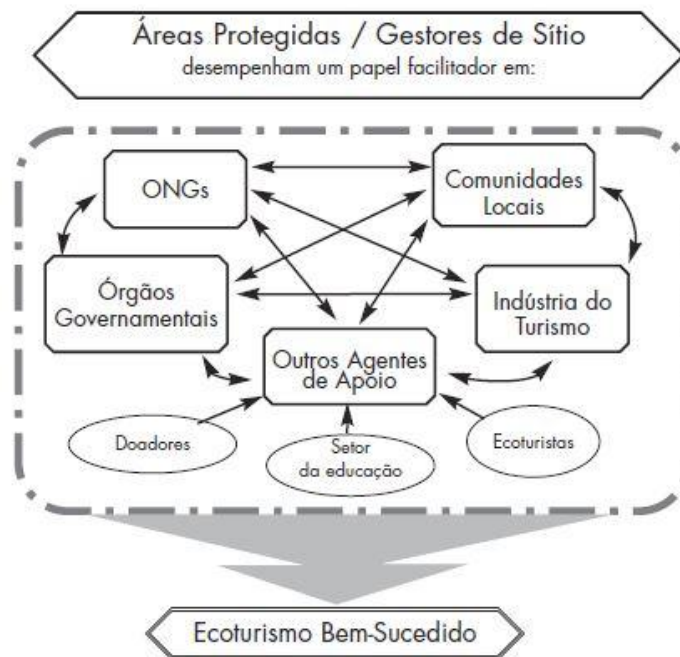 Áreas Protegidas / Gestores de Sítio
desempenham um papel facilitador em:
ONGs
Comunidades
Locais
Órgãos
Governamentais
Indústria do
Turismo
Outros Agentes
de Apoio
Doadores
Setor
da educação
Ecoturistas
Ecoturismo Bem-Sucedido